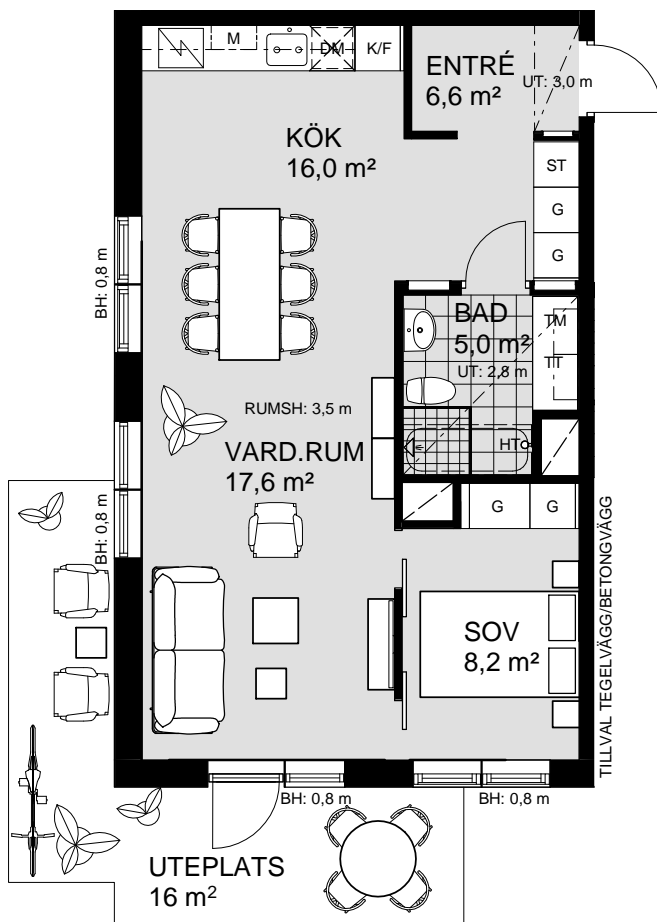 M
DM
K/F
ENTRÉ
6,6 m²
UT: 3,0 m
KÖK
16,0 m²
ST
G
G
BH: 0,8 m
BAD
5,0 m²
UT: 2,8 m
TM
TT
RUMSH: 3,5 m
VARD.RUM
17,6 m²
HT
BH: 0,8 m
G
G
SOV
8,2 m²
TILLVAL TEGELVÄGG/BETONGVÄGG
BH: 0,8 m
BH: 0,8 m
UTEPLATS
16 m²